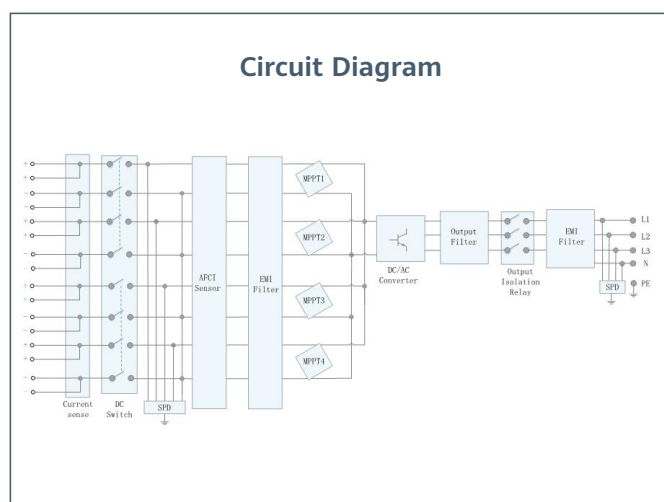 Circuit Diagram
+
+
−
−
+
+
−
−
+
+
−
−
+
+
−
−
Current
sense
DC
Switch
SPD
AFCI
Sensor
EMI
Filter
MPPT1
MPPT2
MPPT3
MPPT4
DC/AC
Converter
Output
Filter
Output
Isolation
Relay
EMI
Filter
L1
L2
L3
N
SPD
PE